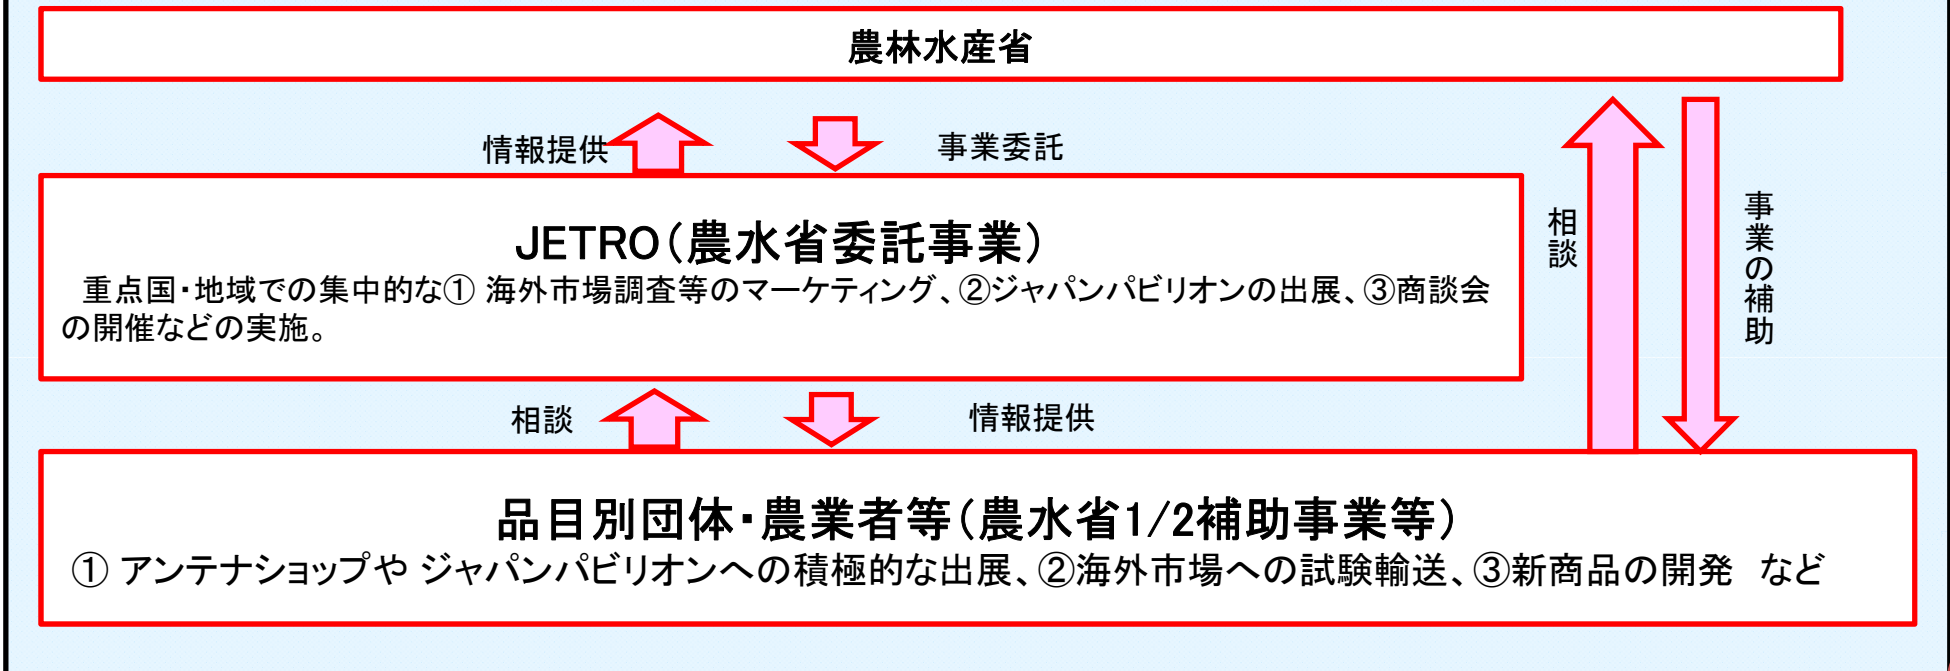 農林水産省
情報提供
事業委託
JETRO(農水省委託事業)
重点国・地域での集中的な① 海外市場調査等のマーケティング、②ジャパンパビリオンの出展、③商談会
の開催などの実施。
相談
事業の補助
相談
情報提供
品目別団体・農業者等(農水省1/2補助事業等)
① アンテナショップや ジャパンパビリオンへの積極的な出展、②海外市場への試験輸送、③新商品の開発　など